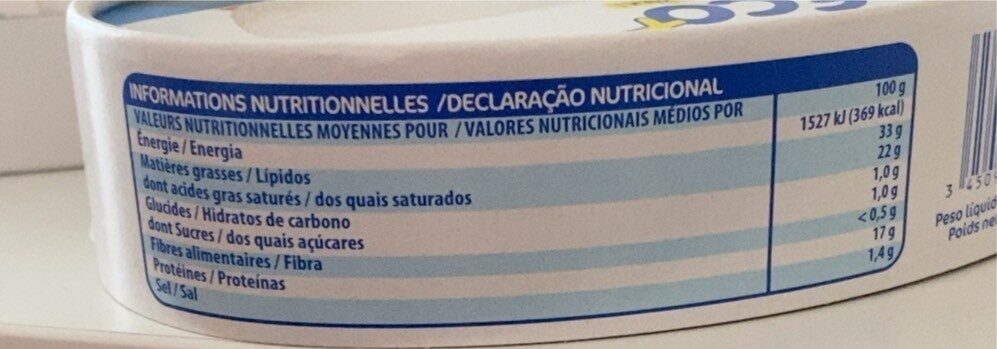 INFORMATIONS NUTRITIONNELLES /DECLARAÇÃO NUTRICIONAL
VALEURS NUTRITIONNELLES MOYENNES POUR / VALORES NUTRICIONAIS MÉDIOS POR 100 g
Énergie / Energia 1527 kJ (369 kcal)
Matières grasses / Lípidos 33 g
dont acides gras saturés / dos quais saturados 22 g
Glucides / Hidratos de carbono 1,0 g
dont Sucres / dos quais açúcares 1,0 g
Fibres alimentaires / Fibra <0,5 g
Protéines / Proteínas 17 g
Sel / Sal 1,4 g
3 450
Peso líquid
Poids ne